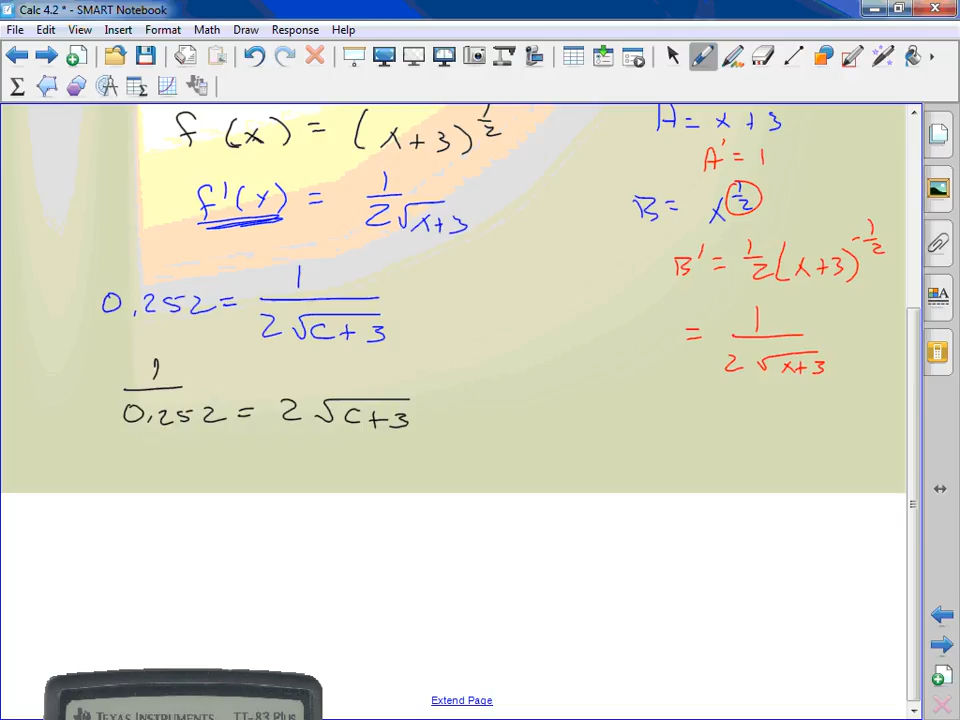 Calc 4.2 * - SMART Notebook
File Edit View Insert Format Math Draw Response Help
f (x) = (x+3)^½
f'(x) = 1/(2√x+3)
0.252 = 1/(2√c+3)
1/0.252 = 2√c+3
A = x + 3
A' = 1
B = x^½
B' = ½(x+3)^-½
= 1/(2√x+3)
TEXAS INSTRUMENTS TI-83 Plus
Extend Page